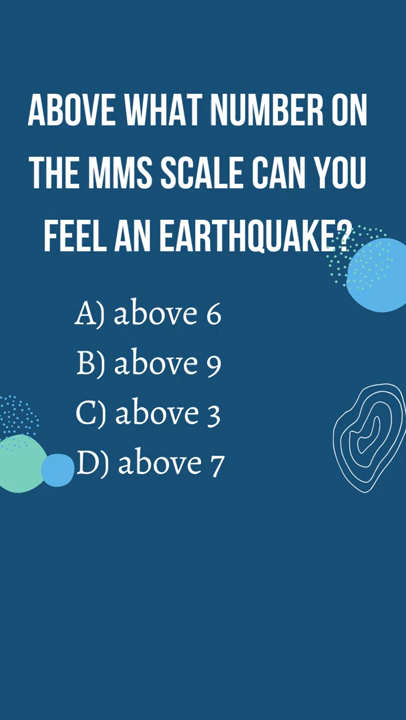 ABOVE WHAT NUMBER ON
THE MMS SCALE CAN YOU
FEEL AN EARTHQUAKE?
A) above 6
B) above 9
C) above 3
D) above 7